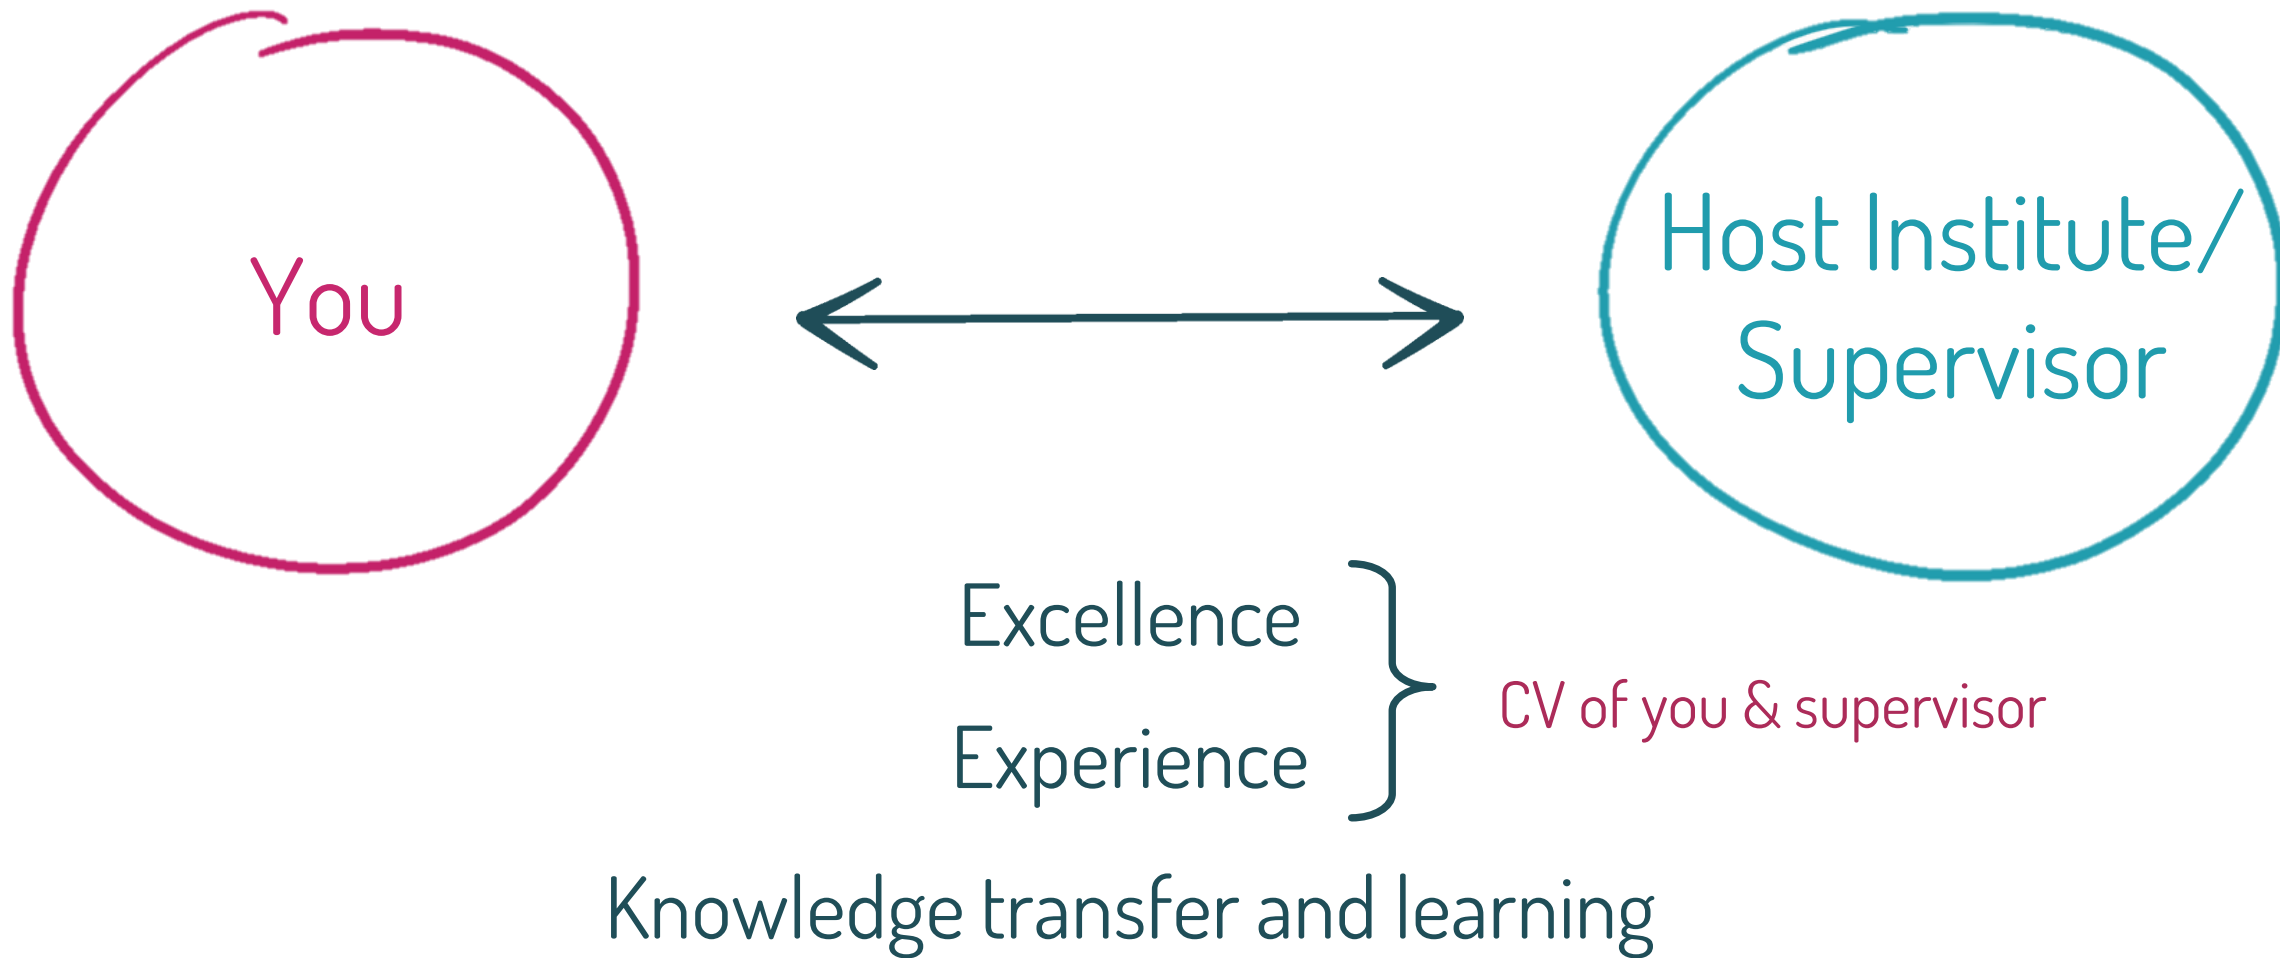 You
Host Institute/
Supervisor
Excellence
Experience
CV of you & supervisor
Knowledge transfer and learning